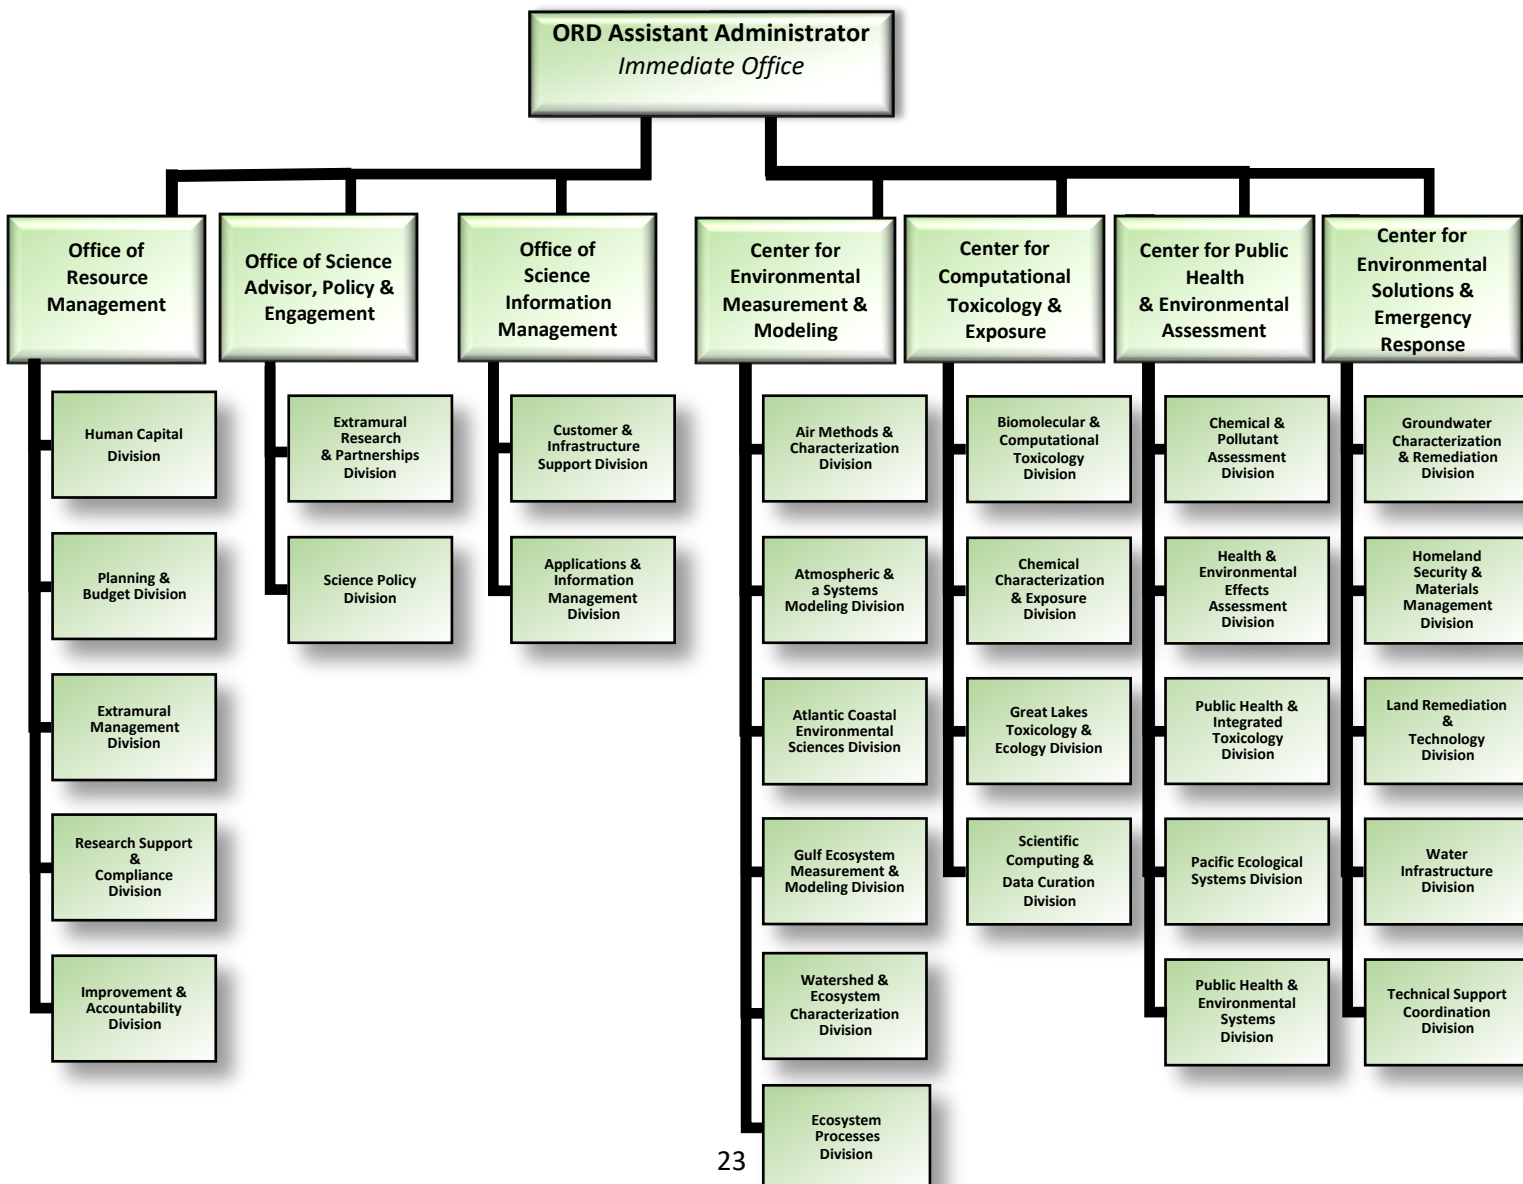 ORD Assistant Administrator
Immediate Office
Office of
Resource
Management
Office of Science
Advisor, Policy &
Engagement
Office of
Science
Information
Management
Center for
Environmental
Measurement &
Modeling
Center for
Computational
Toxicology &
Exposure
Center for Public
Health
& Environmental
Assessment
Center for
Environmental
Solutions &
Emergency
Response
Human Capital
Division
Planning &
Budget Division
Extramural
Management
Division
Research Support
&
Compliance
Division
Improvement &
Accountability
Division
Extramural
Research
& Partnerships
Division
Science Policy
Division
Customer &
Infrastructure
Support Division
Applications &
Information
Management
Division
Air Methods &
Characterization
Division
Atmospheric &
a Systems
Modeling Division
Atlantic Coastal
Environmental
Sciences Division
Gulf Ecosystem
Measurement &
Modeling Division
Watershed &
Ecosystem
Characterization
Division
Ecosystem
Processes
Division
Biomolecular &
Computational
Toxicology
Division
Chemical
Characterization
& Exposure
Division
Great Lakes
Toxicology &
Ecology Division
Scientific
Computing &
Data Curation
Division
Chemical &
Pollutant
Assessment
Division
Health &
Environmental
Effects
Assessment
Division
Public Health &
Integrated
Toxicology
Division
Pacific Ecological
Systems Division
Public Health &
Environmental
Systems
Division
Groundwater
Characterization
& Remediation
Division
Homeland
Security &
Materials
Management
Division
Land Remediation
&
Technology
Division
Water
Infrastructure
Division
Technical Support
Coordination
Division
23